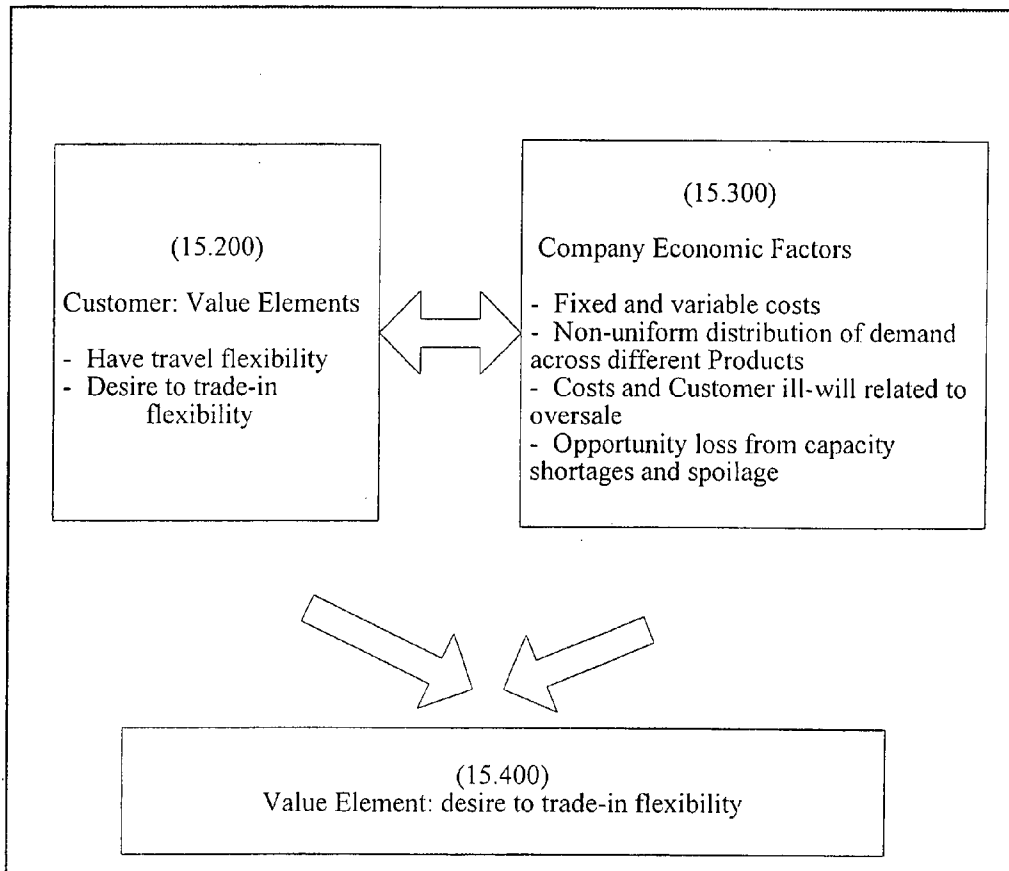 (15.200)
Customer: Value Elements
- Have travel flexibility
- Desire to trade-in
flexibility
(15.300)
Company Economic Factors
- Fixed and variable costs
- Non-uniform distribution of demand
across different Products
- Costs and Customer ill-will related to
oversale
- Opportunity loss from capacity
shortages and spoilage
(15.400)
Value Element: desire to trade-in flexibility